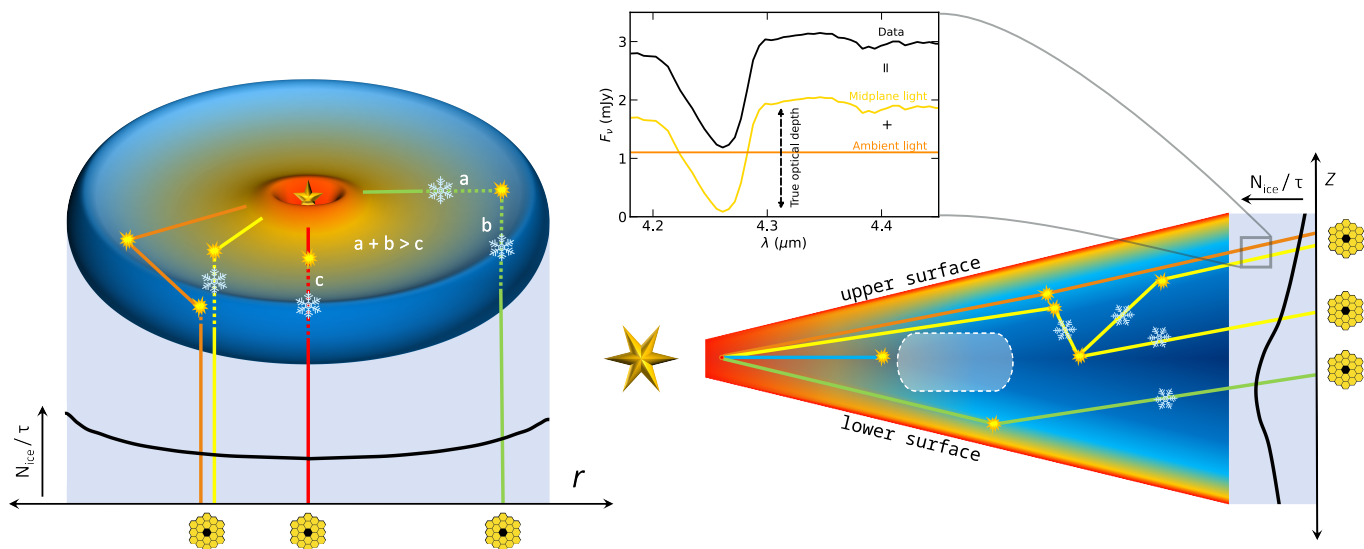 a
b
a + b > c
c
N_ice / τ
r
F_ν (mJy)
3
2
1
0
4.2
4.3
4.4
λ (μm)
Data
=
Midplane light
+
Ambient light
True optical depth
upper surface
lower surface
N_ice / τ
Z